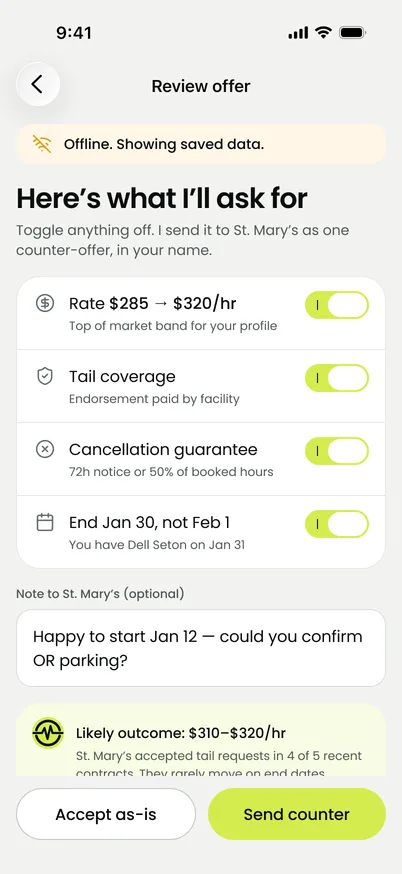 9:41
Review offer
Offline. Showing saved data.
Here’s what I’ll ask for
Toggle anything off. I send it to St. Mary’s as one
counter-offer, in your name.
Rate $285 → $320/hr
Top of market band for your profile
Tail coverage
Endorsement paid by facility
Cancellation guarantee
72h notice or 50% of booked hours
End Jan 30, not Feb 1
You have Dell Seton on Jan 31
Note to St. Mary’s (optional)
Happy to start Jan 12 — could you confirm
OR parking?
Likely outcome: $310–$320/hr
St. Mary’s accepted tail requests in 4 of 5 recent
contracts. They rarely move on end dates.
Accept as-is
Send counter